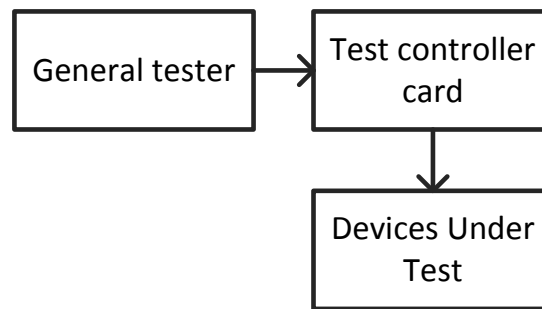 General tester
Test controller
card
Devices Under
Test